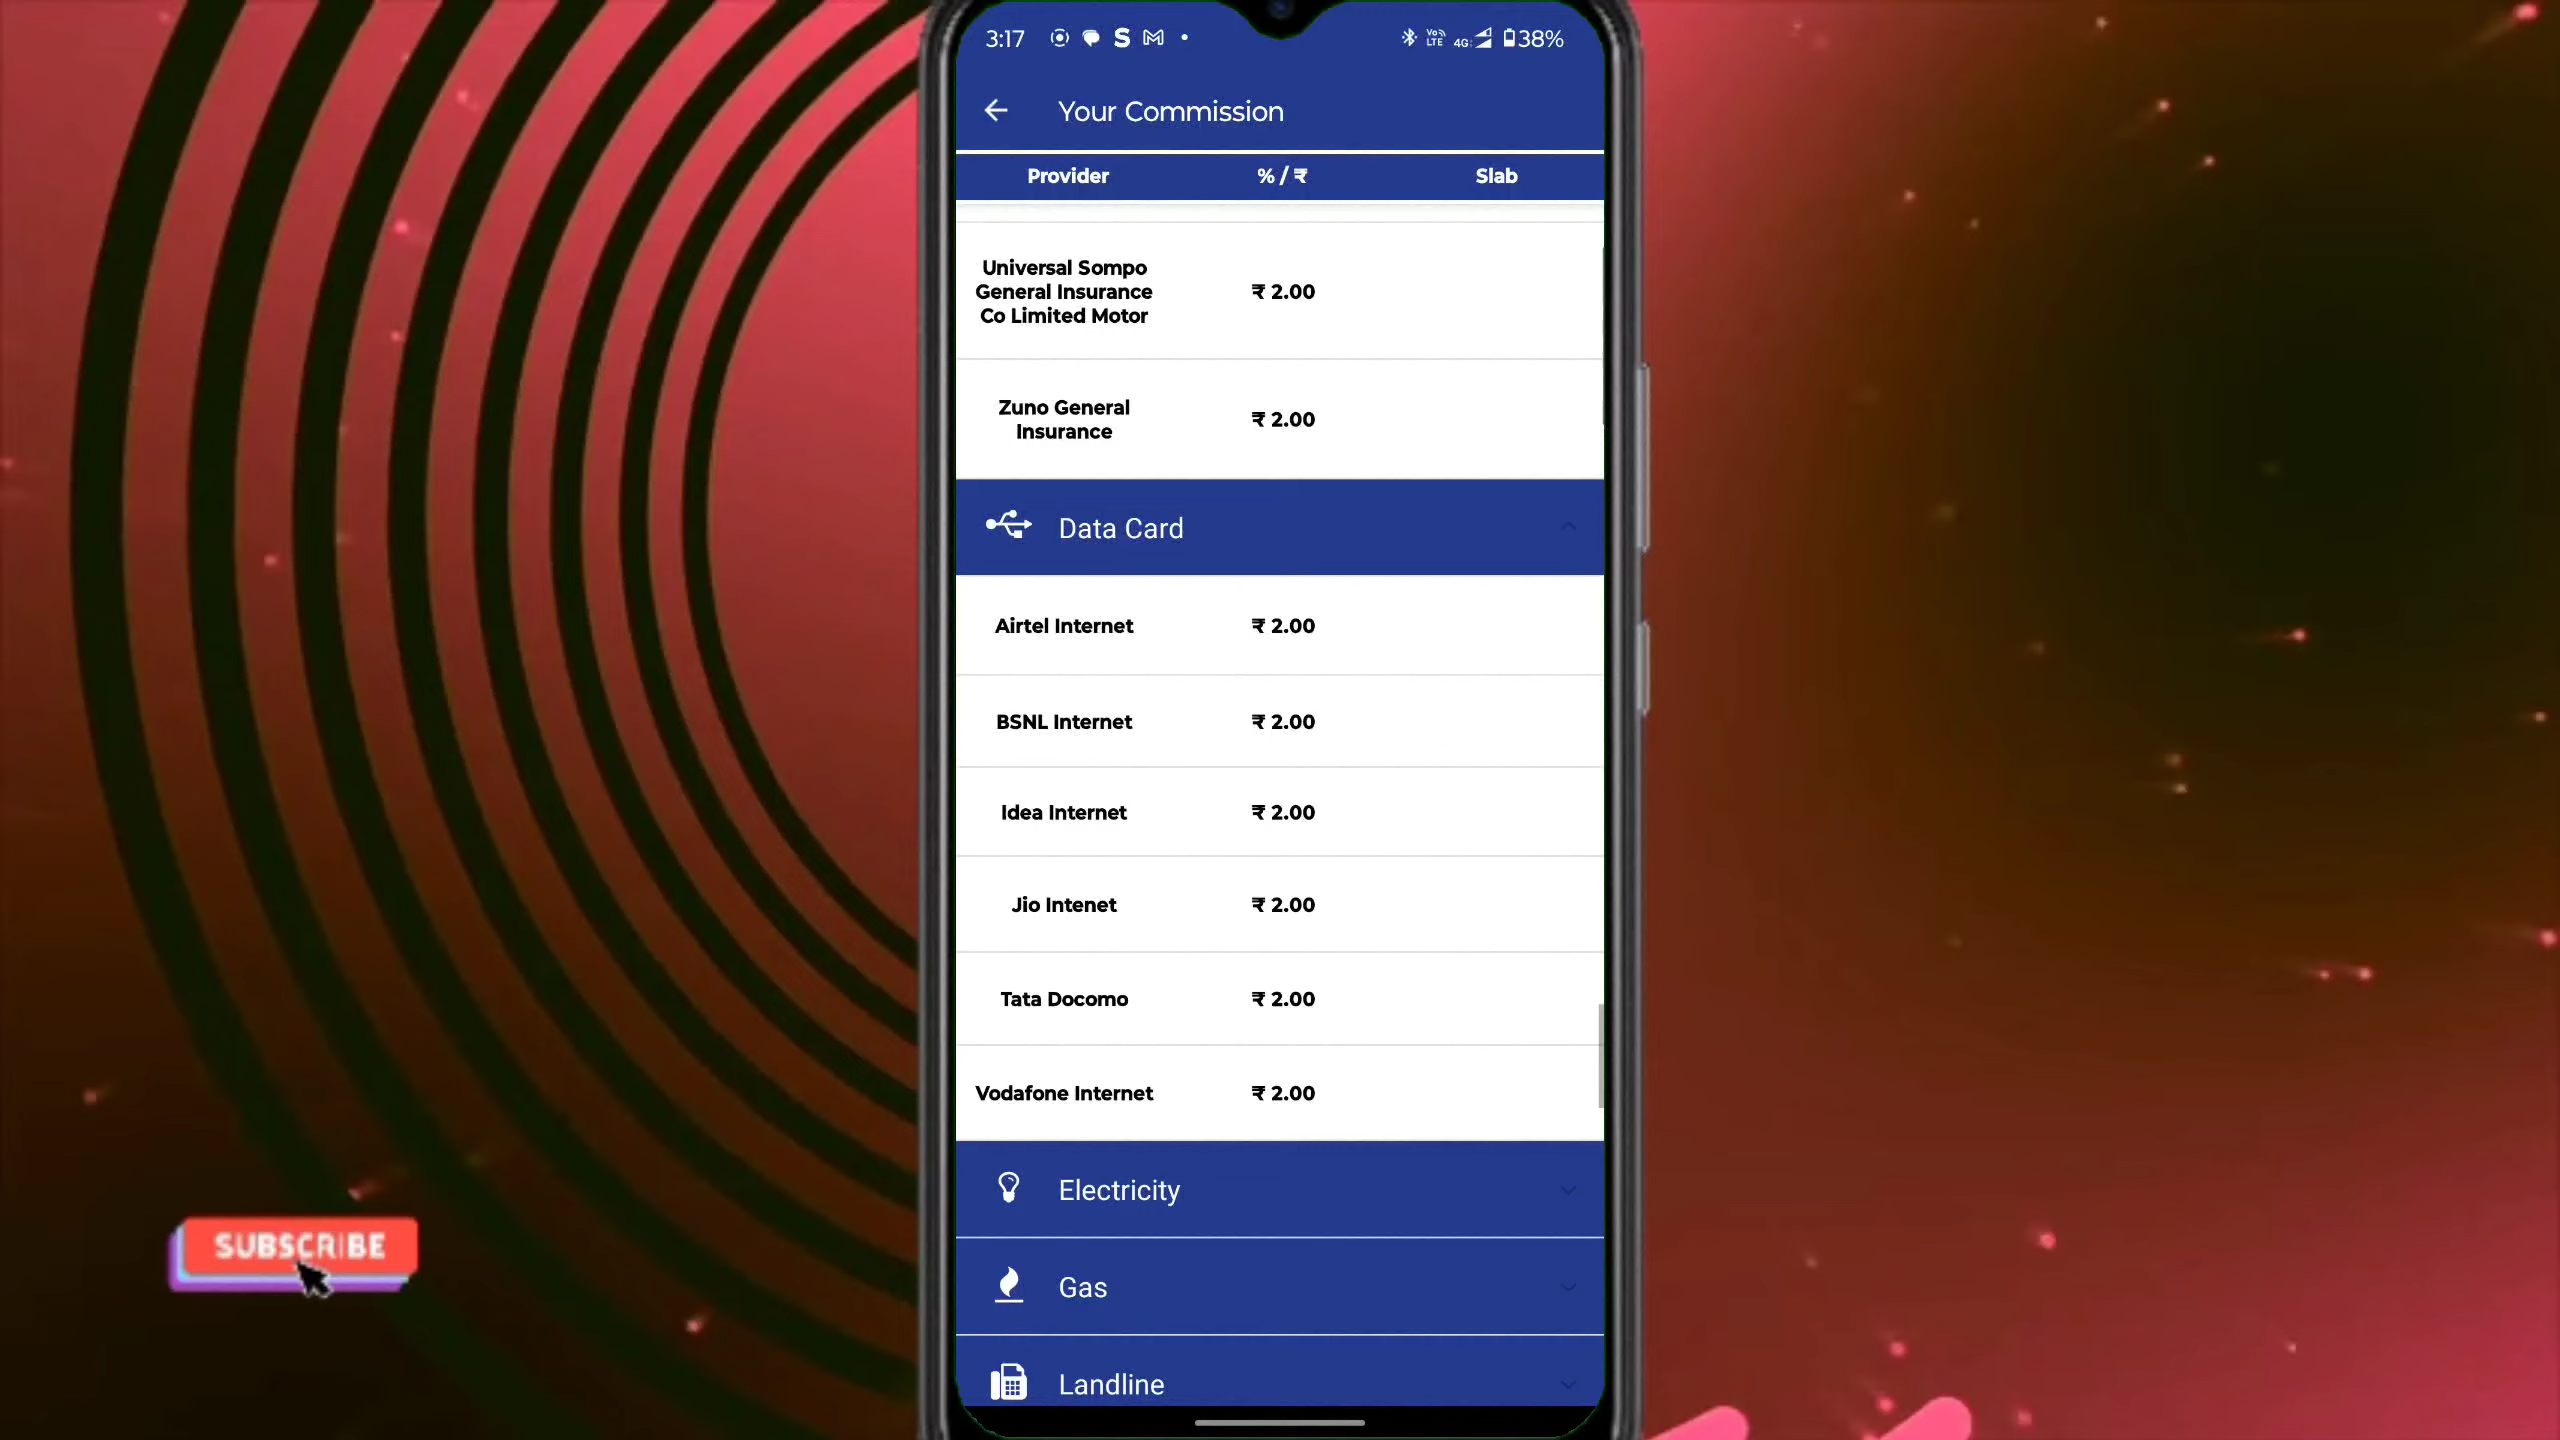 3:17
VoLTE 4G 38%
Your Commission
Provider % / ₹ Slab
Universal Sompo
General Insurance
Co Limited Motor
₹ 2.00
Zuno General
Insurance
₹ 2.00
Data Card
Airtel Internet ₹ 2.00
BSNL Internet ₹ 2.00
Idea Internet ₹ 2.00
Jio Intenet ₹ 2.00
Tata Docomo ₹ 2.00
Vodafone Internet ₹ 2.00
Electricity
Gas
Landline
SUBSCRIBE